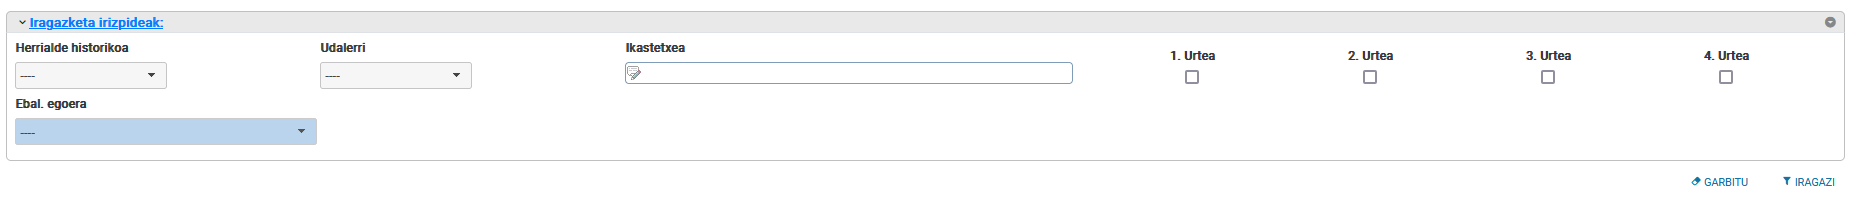 Iragazketa irizpideak:
Herrialde historikoa
Udalerri
Ikastetxea
1. Urtea
2. Urtea
3. Urtea
4. Urtea
----
----
Ebal. egoera
----
GARBITU
IRAGAZI